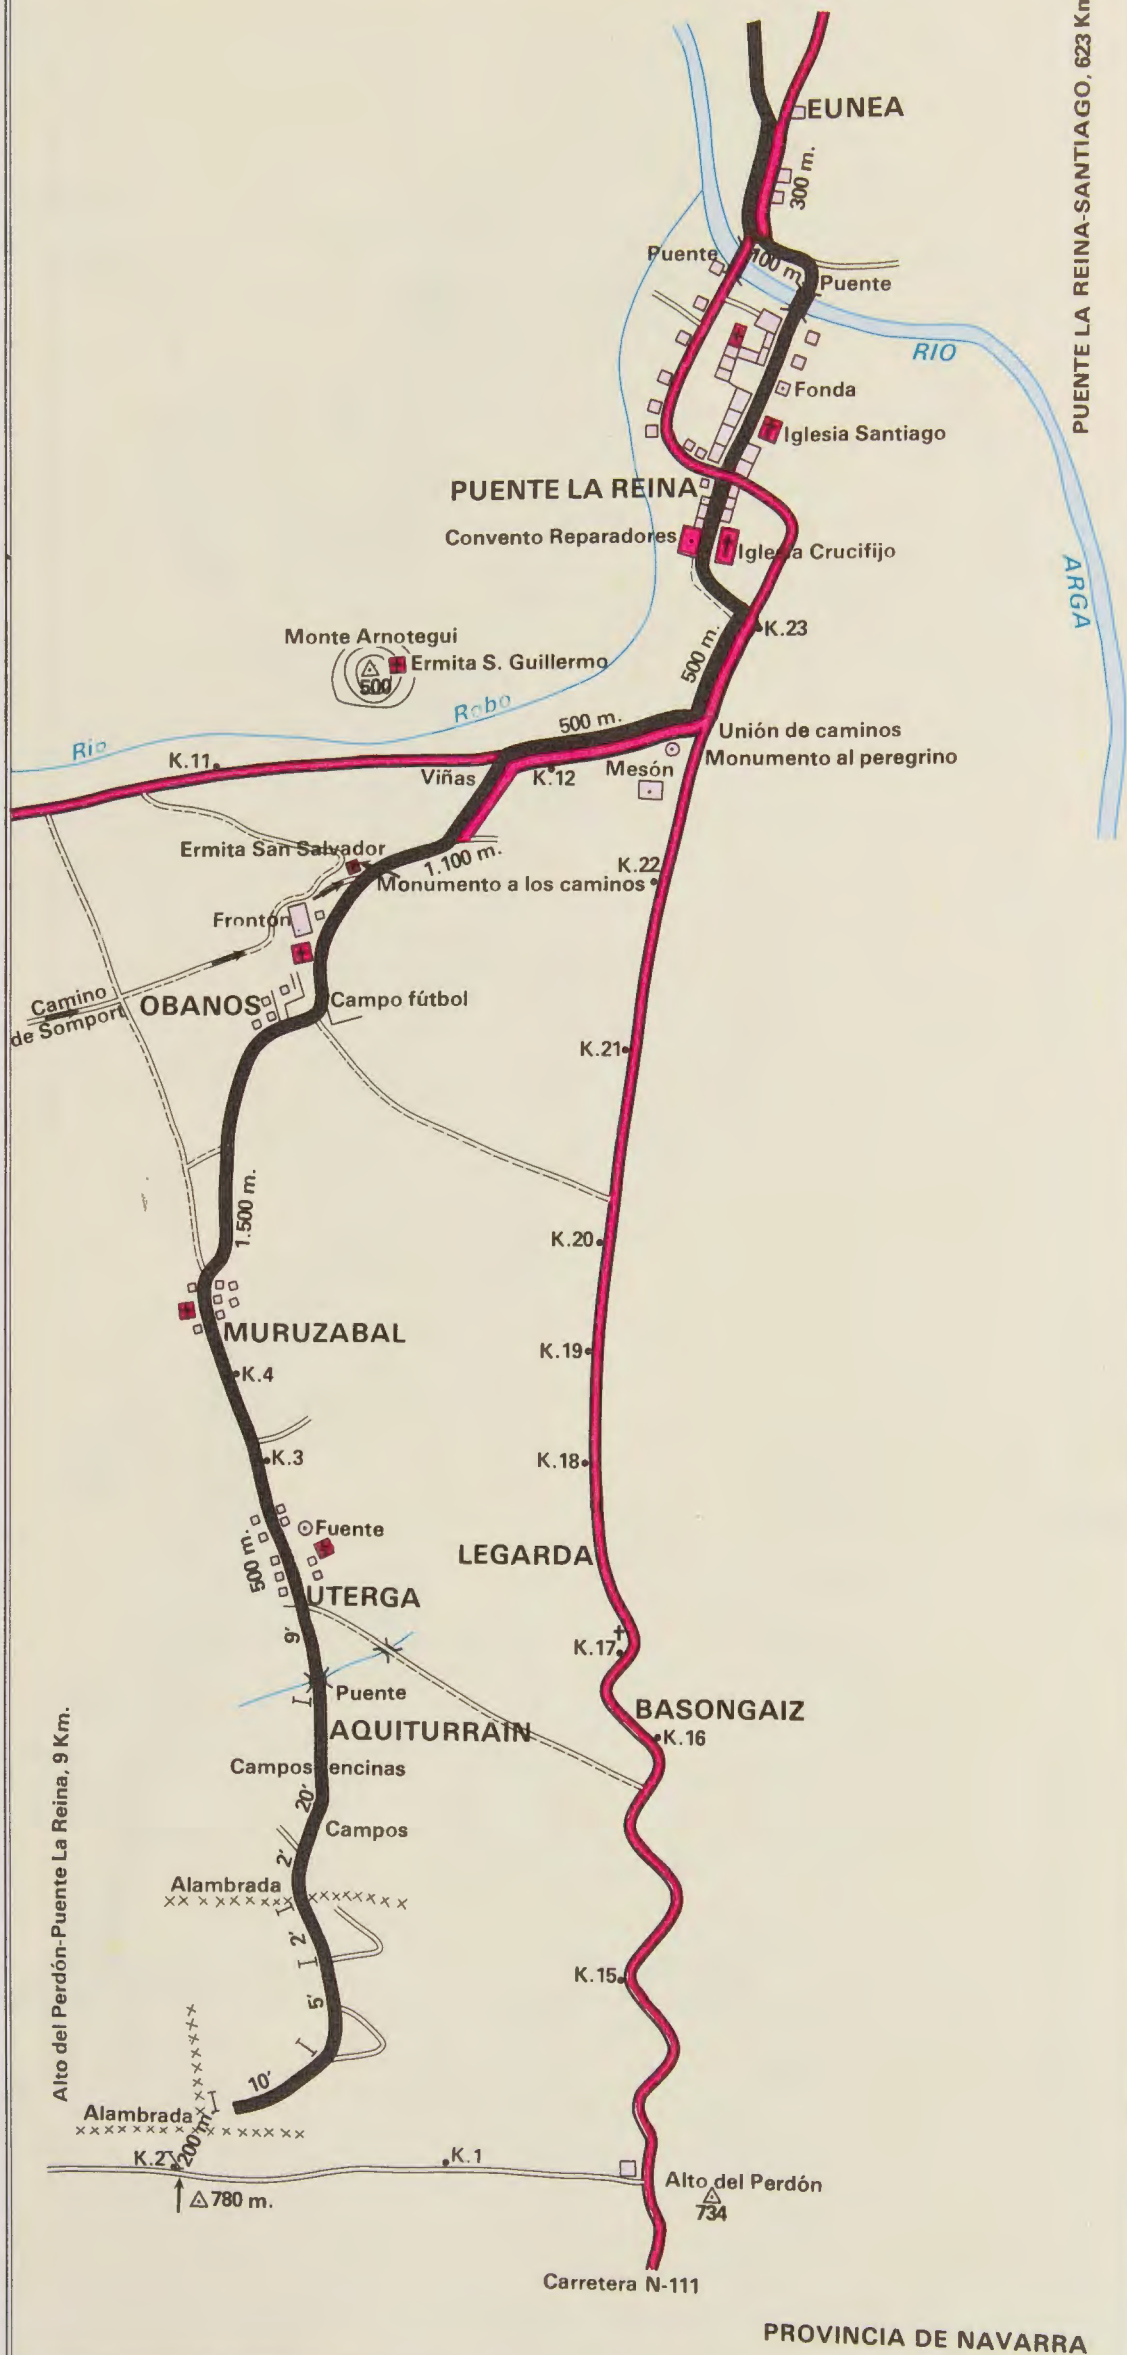 PUENTE LA REINA-SANTIAGO, 623 Km
EUNEA
300 m.
Puente
100 m.
Puente
RIO
Fonda
Iglesia Santiago
PUENTE LA REINA
Convento Reparadores
Iglesia Crucifijo
ARGA
K.23
Monte Arnotegui
Ermita S. Guillermo
500
500 m.
Robo
500 m.
Unión de caminos
Rio
K.11
Viñas
K.12
Mesón
Monumento al peregrino
Ermita San Salvador
1.100 m.
K.22
Monumento a los caminos
Frontón
Camino
de Somport
OBANOS
Campo fútbol
K.21
1.500 m.
K.20
MURUZABAL
K.19
K.4
K.3
K.18
Fuente
500 m.
LEGARDA
UTERGA
9'
K.17
Puente
BASONGAIZ
AQUITURRAIN
K.16
Campos encinas
20'
Campos
2'
Alambrada
2'
K.15
5'
Alto del Perdón-Puente La Reina, 9 Km.
10'
Alambrada
200 m.
K.2
K.1
780 m.
Alto del Perdón
734
Carretera N-111
PROVINCIA DE NAVARRA